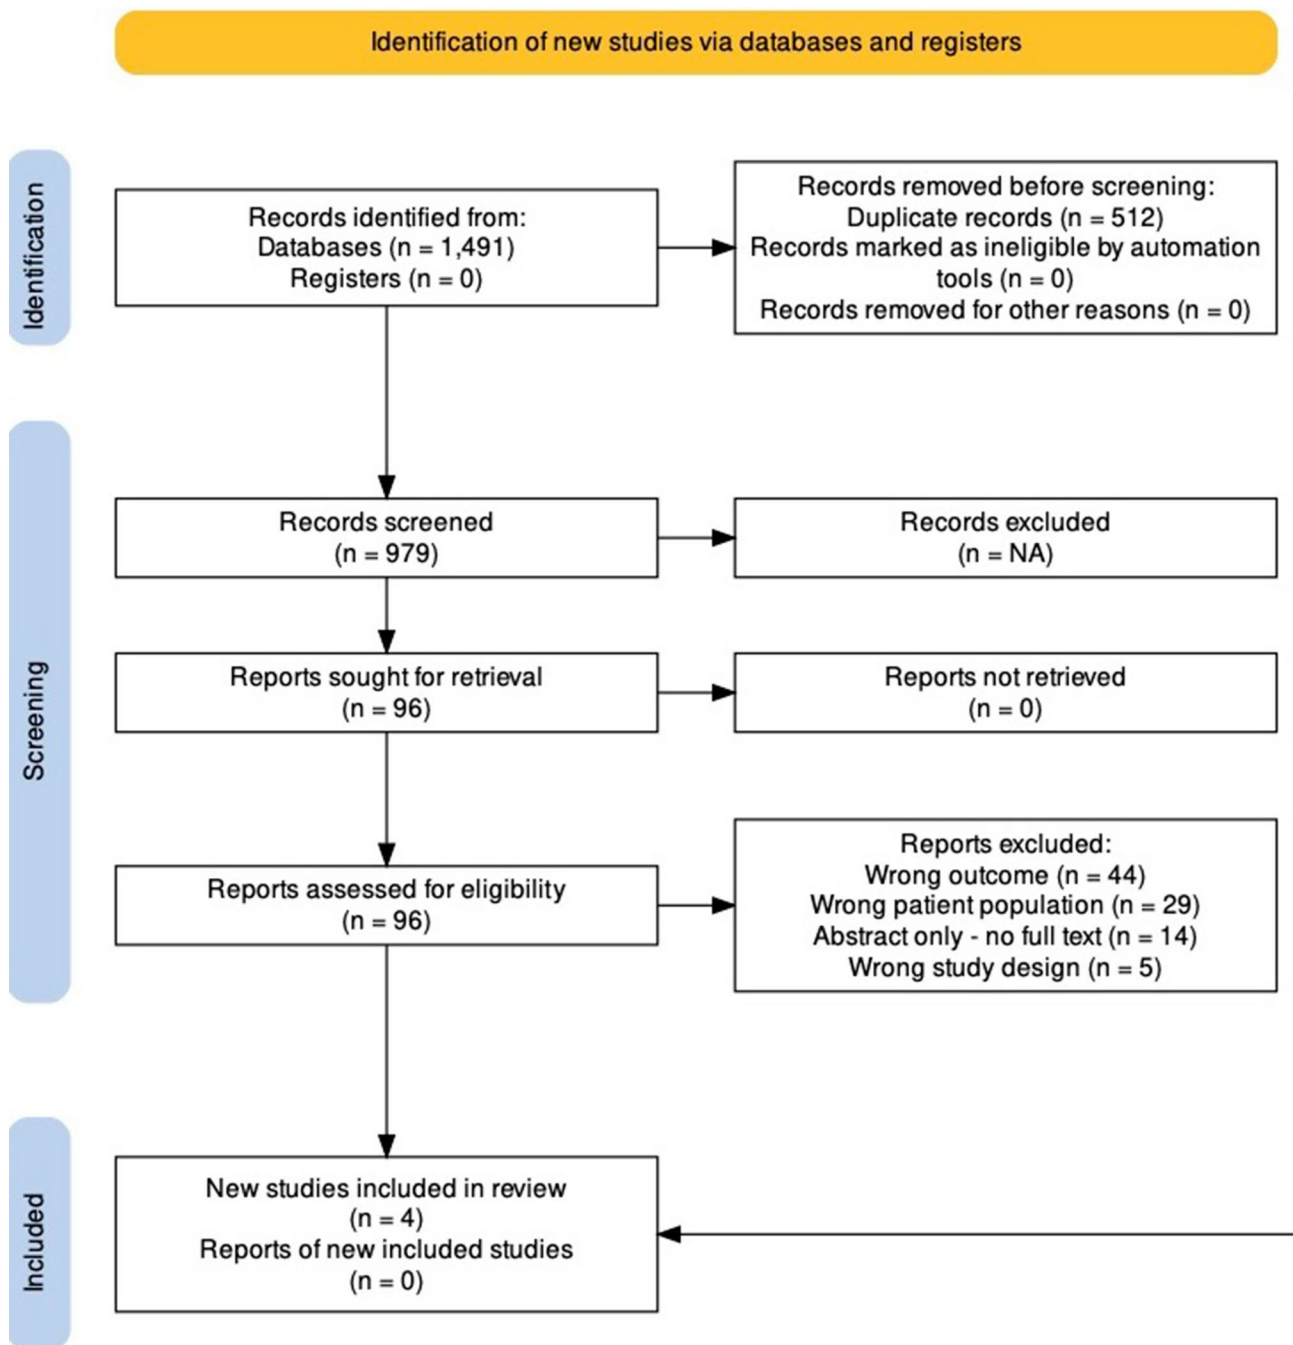 Identification of new studies via databases and registers
Identification
Records identified from:
Databases (n = 1,491)
Registers (n = 0)
Records removed before screening:
Duplicate records (n = 512)
Records marked as ineligible by automation
tools (n = 0)
Records removed for other reasons (n = 0)
Screening
Records screened
(n = 979)
Records excluded
(n = NA)
Reports sought for retrieval
(n = 96)
Reports not retrieved
(n = 0)
Reports assessed for eligibility
(n = 96)
Reports excluded:
Wrong outcome (n = 44)
Wrong patient population (n = 29)
Abstract only - no full text (n = 14)
Wrong study design (n = 5)
Included
New studies included in review
(n = 4)
Reports of new included studies
(n = 0)